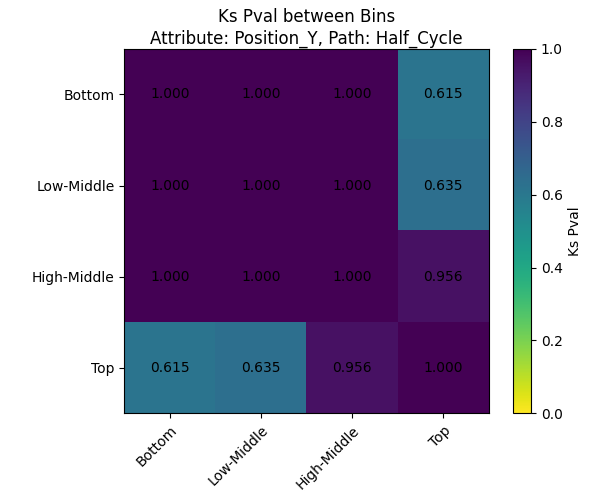 Ks Pval between Bins
Attribute: Position_Y, Path: Half_Cycle
Bottom 1.000 1.000 1.000 0.615
Low-Middle 1.000 1.000 1.000 0.635
High-Middle 1.000 1.000 1.000 0.956
Top 0.615 0.635 0.956 1.000
Bottom Low-Middle High-Middle Top
1.0
0.8
0.6
0.4
0.2
0.0
Ks Pval